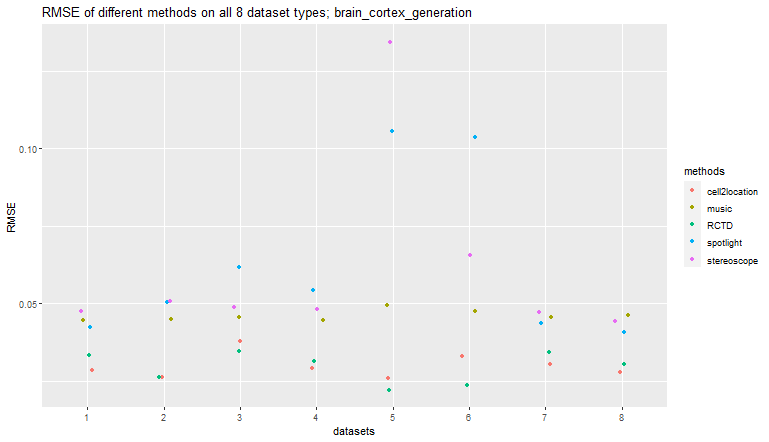 RMSE of different methods on all 8 dataset types; brain_cortex_generation
0.10
0.05
RMSE
1 2 3 4 5 6 7 8
datasets
methods
cell2location
music
RCTD
spotlight
stereoscope